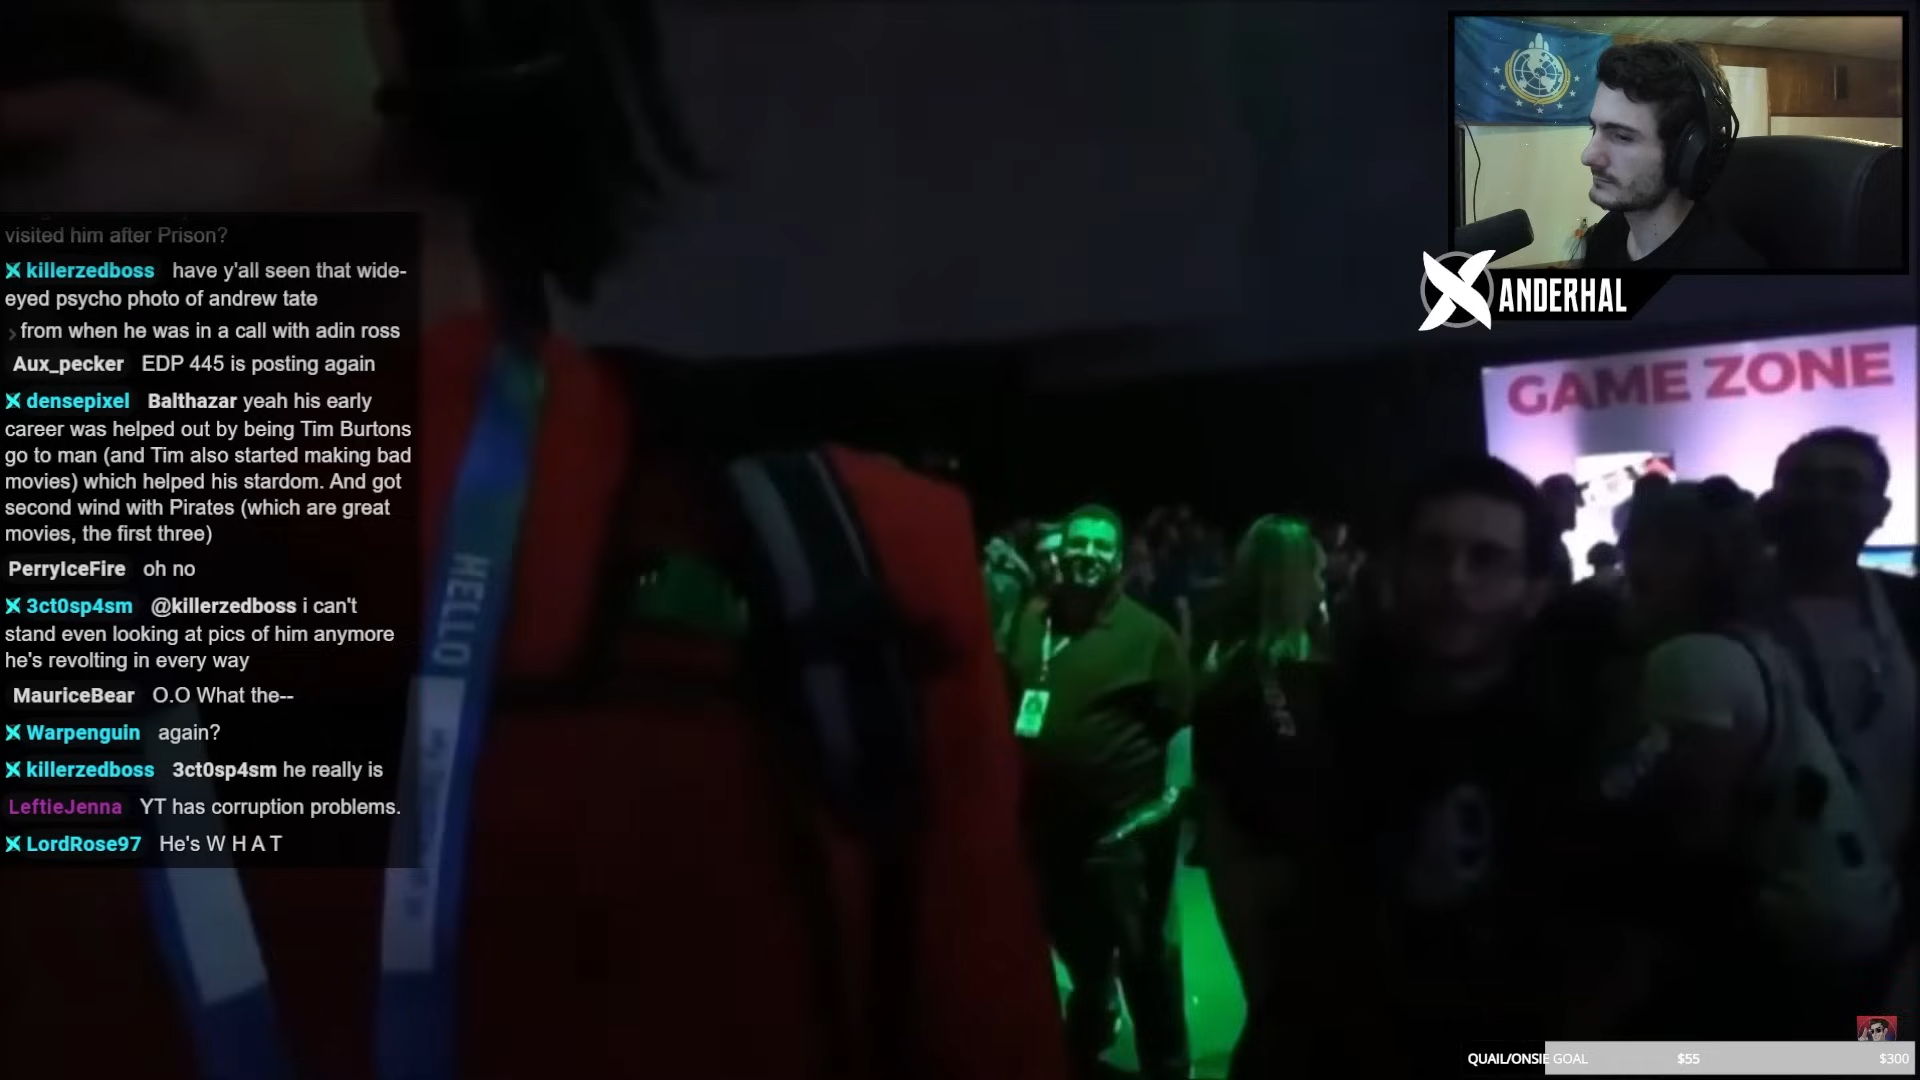 visited him after Prison?
killerzedboss have y'all seen that wide-
eyed psycho photo of andrew tate
from when he was in a call with adin ross
Aux_pecker EDP 445 is posting again
densepixel Balthazar yeah his early
career was helped out by being Tim Burtons
go to man (and Tim also started making bad
movies) which helped his stardom. And got
second wind with Pirates (which are great
movies, the first three)
PerryIceFire oh no
3ct0sp4sm @killerzedboss i can't
stand even looking at pics of him anymore
he's revolting in every way
MauriceBear O.O What the--
Warpenguin again?
killerzedboss 3ct0sp4sm he really is
LeftieJenna YT has corruption problems.
LordRose97 He's W H A T
HELLO
ANDERHAL
GAME ZONE
QUAIL/ONSIE GOAL $55 $300